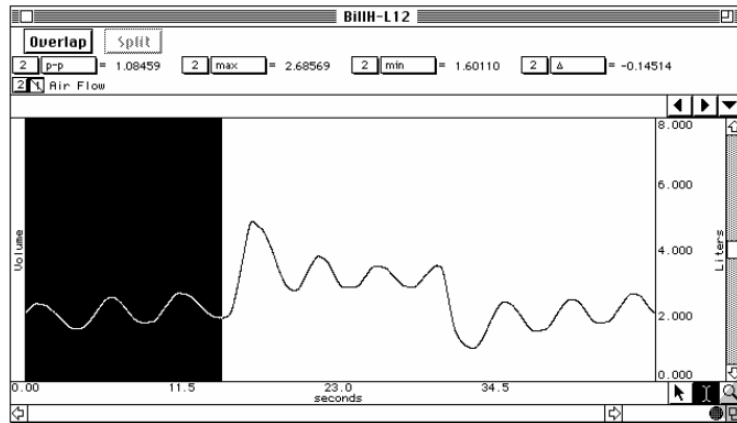 BillH-L12
Overlap Split
2 p-p = 1.08459 2 max = 2.68569 2 min = 1.60110 2 Δ = -0.14514
2 Air Flow
8.000
6.000
Volume
4.000
Liters
2.000
0.000
0.00 11.5 23.0 34.5
seconds